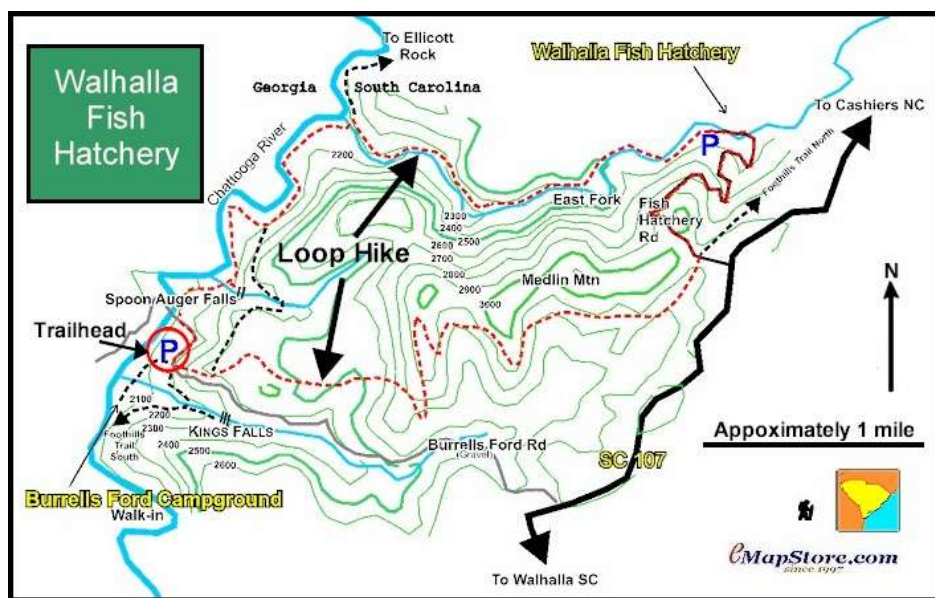 Walhalla
Fish
Hatchery
To Ellicott
Rock
Georgia
South Carolina
Walhalla Fish Hatchery
To Cashiers NC
P
Chattooga River
2200
Foothills Trail North
East Fork
Fish
Hatchery
Rd
2300
2400
2500
2600
2700
2800
2900
3000
Loop Hike
Medlin Mtn
N
Spoon Auger Falls
Trailhead
P
2100
2200
2300
2400
2500
2600
KINGS FALLS
Foothills
Trail
South
Burrells Ford Rd
(Gravel)
Appoximately 1 mile
SC 107
Burrells Ford Campground
Walk-in
To Walhalla SC
eMapStore.com
since 1997